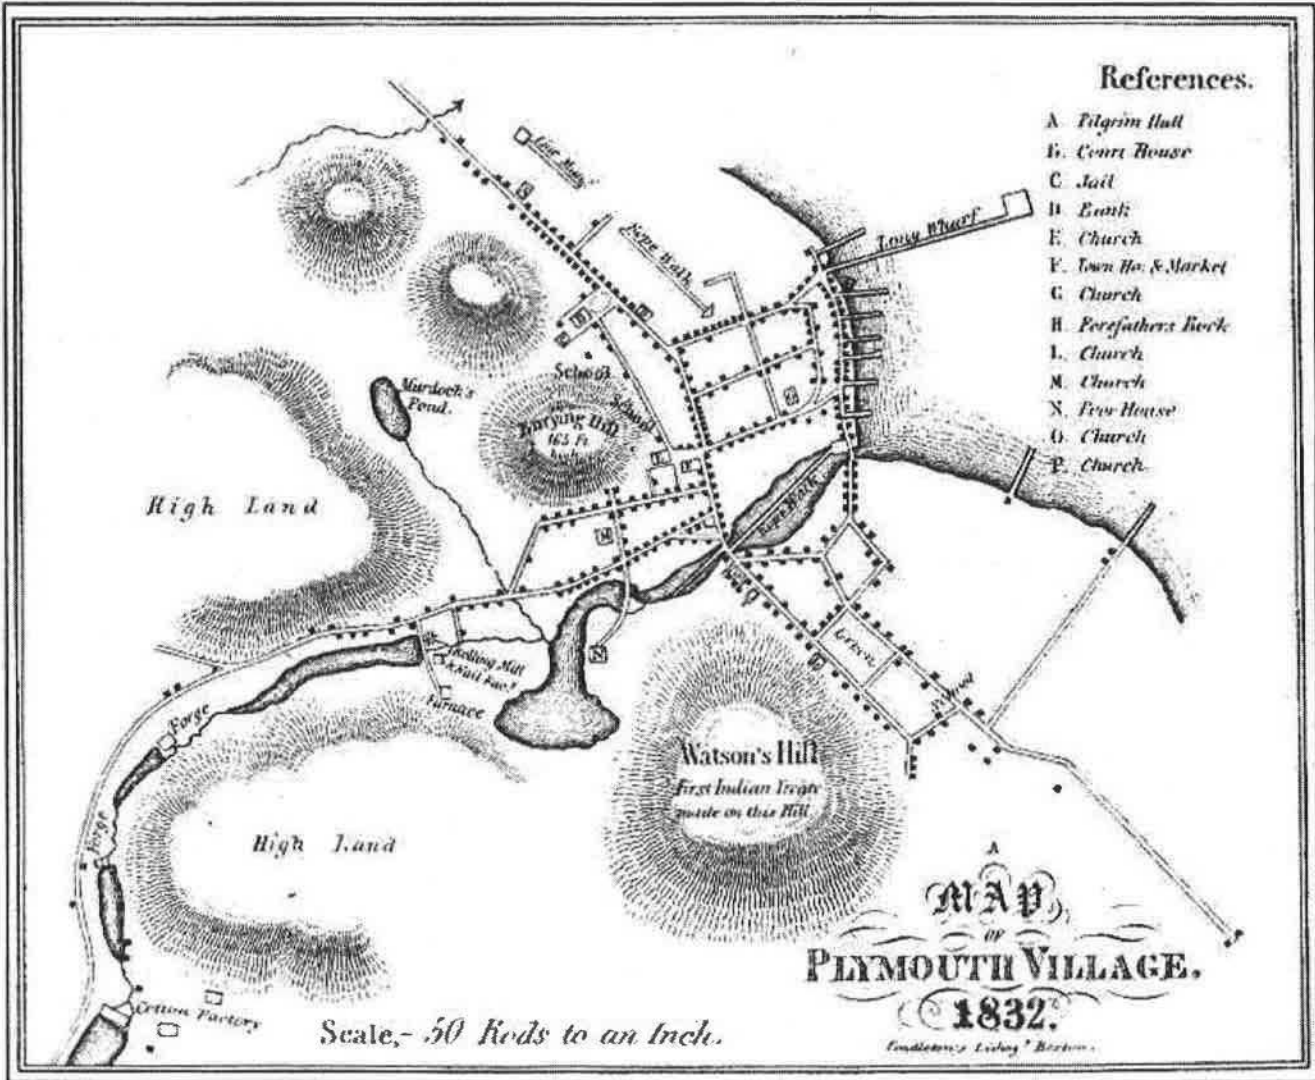 References.
A Pilgrim Hall
B. Court House
C Jail
D Bank
E. Church
F. Town Ho. & Market
G Church
H. Forefathers Rock
L. Church
M. Church
N. Poor House
O. Church
P. Church
Rope Walk
Long Wharf
School
School
Murdock's
Pond.
Burying Hill
165 Ft.
high
High Land
Rope Walk
Green
School
Rolling Mill
& Nail Fac.y
Furnace
Forge
Forge
Watson's Hill
First Indian Treaty
made on this Hill
High Land
Cotton Factory
Scale,- 50 Rods to an Inch.
A
MAP
OF
PLYMOUTH VILLAGE.
1832.
Pendleton's Lithog.y Boston.